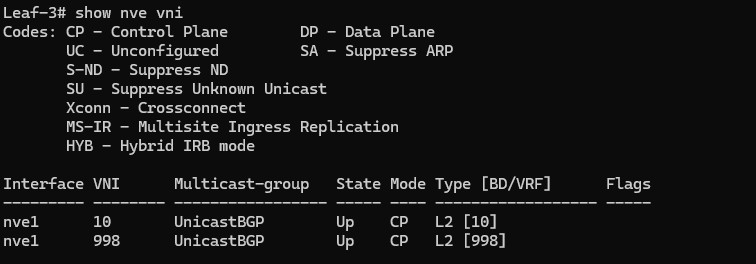 Leaf-3# show nve vni
Codes: CP - Control Plane        DP - Data Plane
       UC - Unconfigured         SA - Suppress ARP
       S-ND - Suppress ND
       SU - Suppress Unknown Unicast
       Xconn - Crossconnect
       MS-IR - Multisite Ingress Replication
       HYB - Hybrid IRB mode

Interface VNI      Multicast-group   State Mode Type [BD/VRF]      Flags
--------- -------- ----------------- ----- ---- ------------------ -----
nve1      10       UnicastBGP        Up    CP   L2 [10]
nve1      998      UnicastBGP        Up    CP   L2 [998]